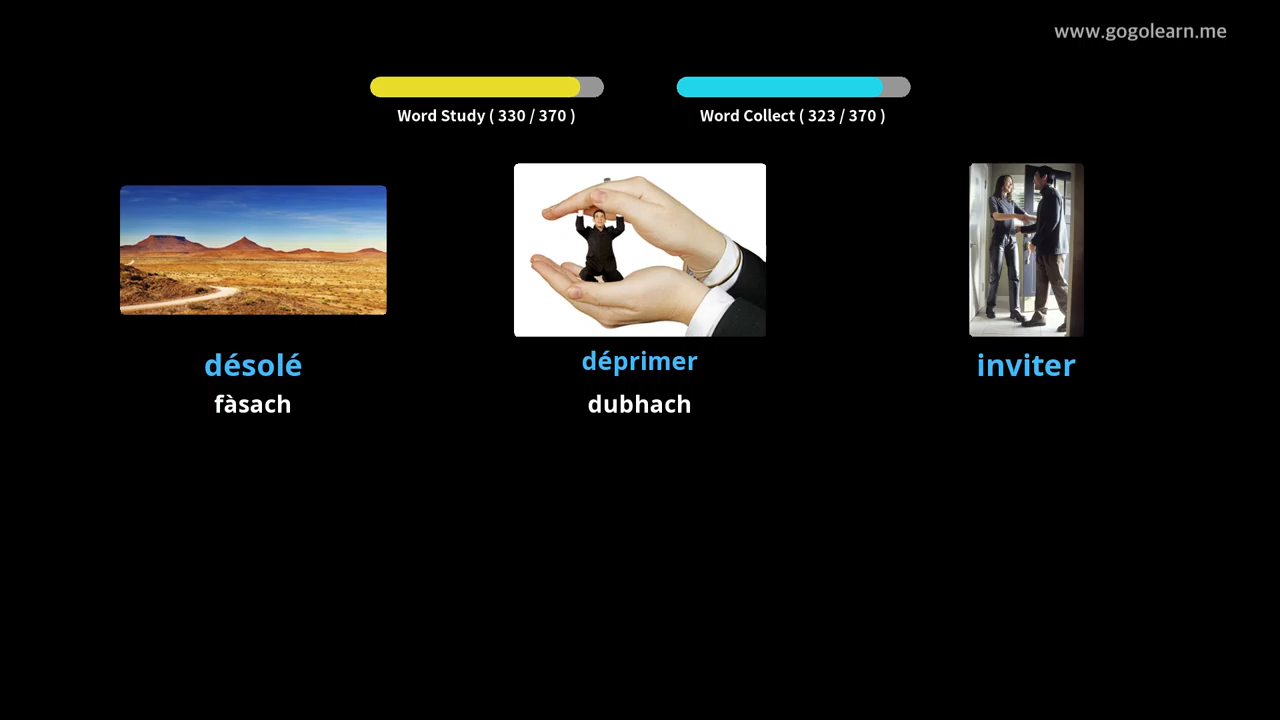 www.gogolearn.me
Word Study ( 330 / 370 )
Word Collect ( 323 / 370 )
désolé
déprimer
inviter
fàsach
dubhach